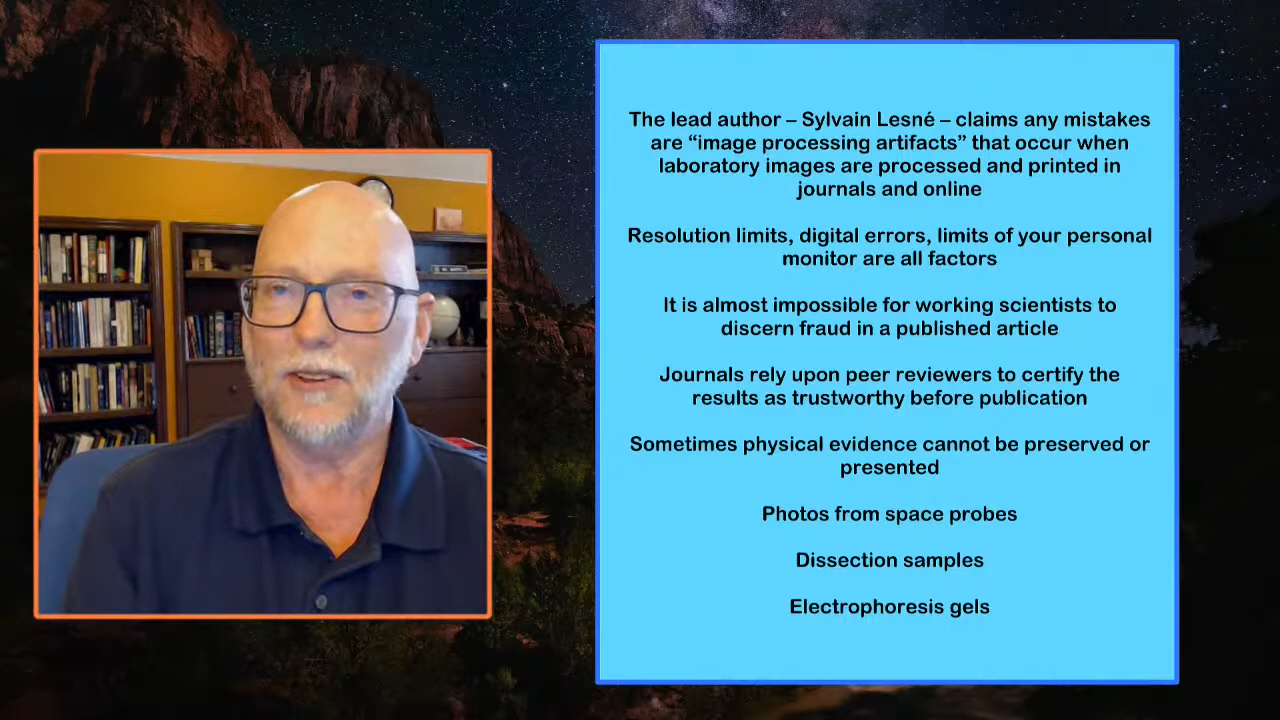 The lead author – Sylvain Lesné – claims any mistakes
are “image processing artifacts” that occur when
laboratory images are processed and printed in
journals and online
Resolution limits, digital errors, limits of your personal
monitor are all factors
It is almost impossible for working scientists to
discern fraud in a published article
Journals rely upon peer reviewers to certify the
results as trustworthy before publication
Sometimes physical evidence cannot be preserved or
presented
Photos from space probes
Dissection samples
Electrophoresis gels